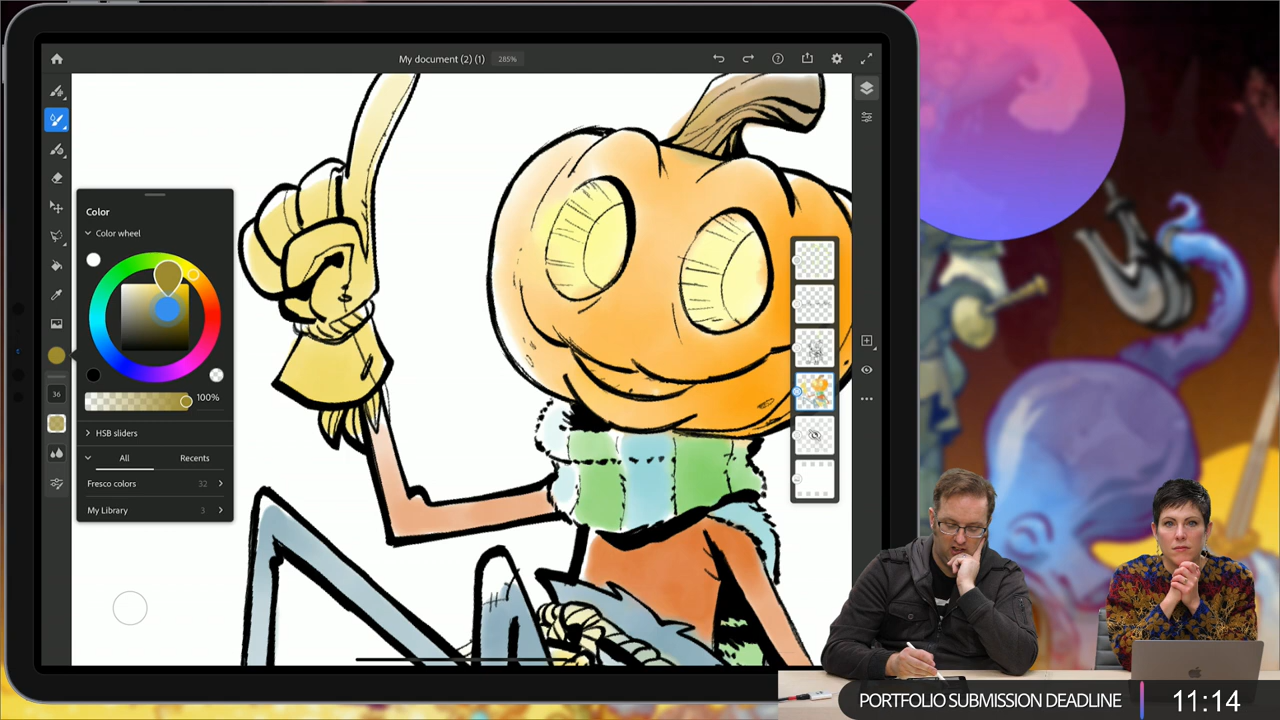 My document (2) (1) 285%
Color
Color wheel
36
100%
HSB sliders
All Recents
Fresco colors 32
My Library 3
PORTFOLIO SUBMISSION DEADLINE 11:14